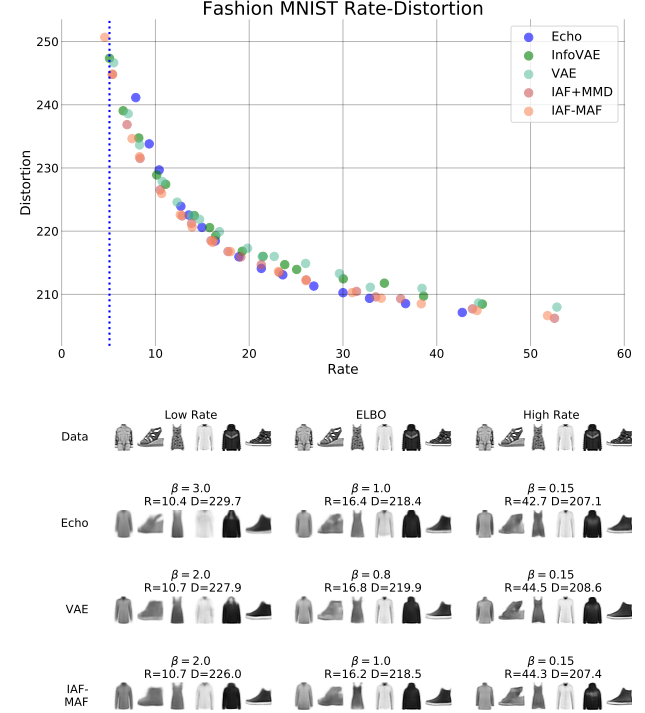 Fashion MNIST Rate-Distortion
Echo
InfoVAE
VAE
IAF+MMD
IAF-MAF
Distortion
250
240
230
220
210
0 10 20 30 40 50 60
Rate
Low Rate ELBO High Rate
Data
β = 3.0 β = 1.0 β = 0.15
R=10.4 D=229.7 R=16.4 D=218.4 R=42.7 D=207.1
Echo
β = 2.0 β = 0.8 β = 0.15
R=10.7 D=227.9 R=16.8 D=219.9 R=44.5 D=208.6
VAE
β = 2.0 β = 1.0 β = 0.15
R=10.7 D=226.0 R=16.2 D=218.5 R=44.3 D=207.4
IAF-
MAF